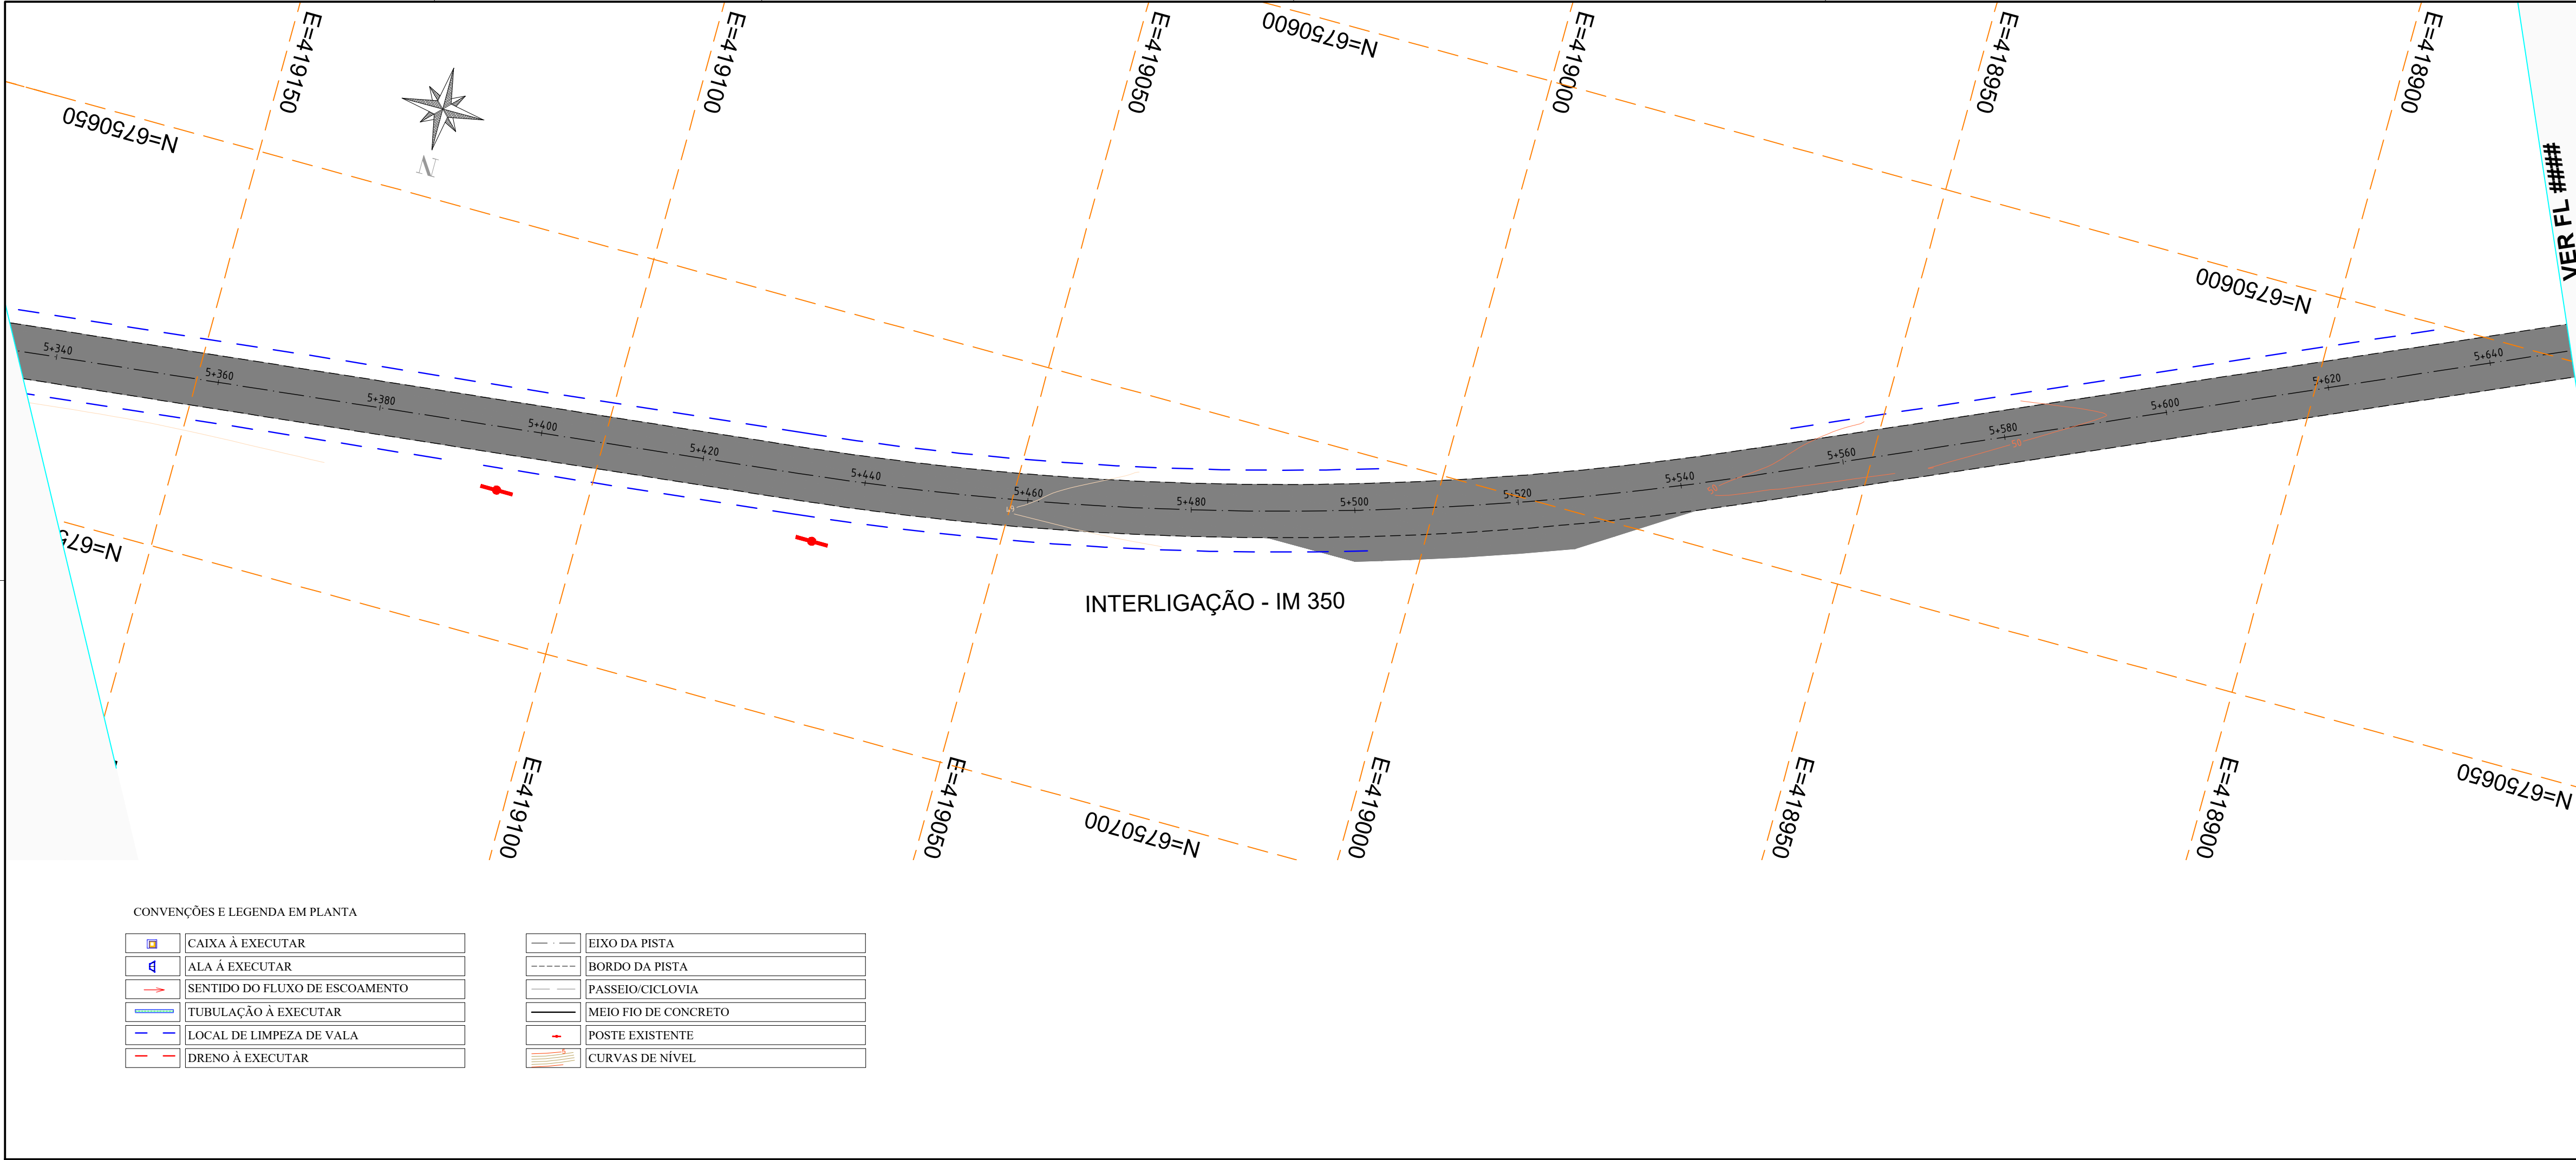 E=419150
E=419100
E=419050
E=419000
E=418950
E=418900
N=6750600
N=6750650
N
VER FL ####
N=6750600
5+340
5+360
5+380
5+400
5+420
5+440
5+460
5+480
5+500
5+520
5+540
5+560
5+580
5+600
5+620
5+640
50
50
N=675
INTERLIGAÇÃO - IM 350
E=419100
E=419050
E=419000
E=418950
E=418900
N=6750700
N=6750650
CONVENÇÕES E LEGENDA EM PLANTA
CAIXA À EXECUTAR
ALA Á EXECUTAR
SENTIDO DO FLUXO DE ESCOAMENTO
TUBULAÇÃO À EXECUTAR
LOCAL DE LIMPEZA DE VALA
DRENO À EXECUTAR
EIXO DA PISTA
BORDO DA PISTA
PASSEIO/CICLOVIA
MEIO FIO DE CONCRETO
POSTE EXISTENTE
CURVAS DE NÍVEL